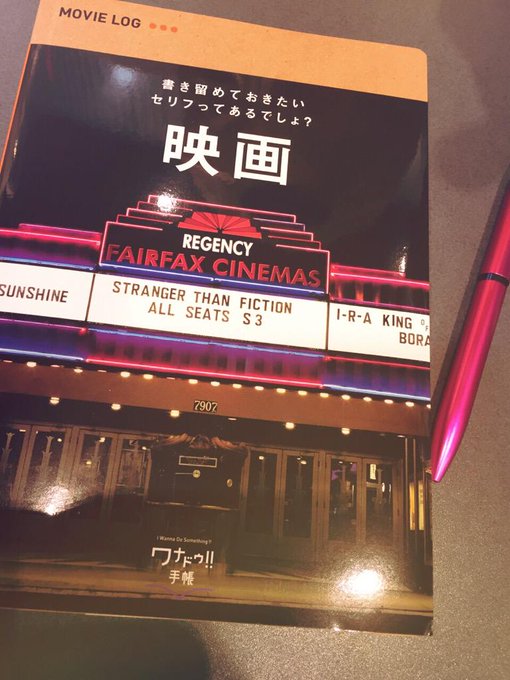 MOVIE LOG
書き留めておきたい
セリフってあるでしょ?
映画
REGENCY
FAIRFAX CINEMAS
SUNSHINE
STRANGER THAN FICTION
ALL SEATS S3
I-R-A KING OF
BORA
7907
I Wanna Do Something!!
ワナドゥ!!
手帳